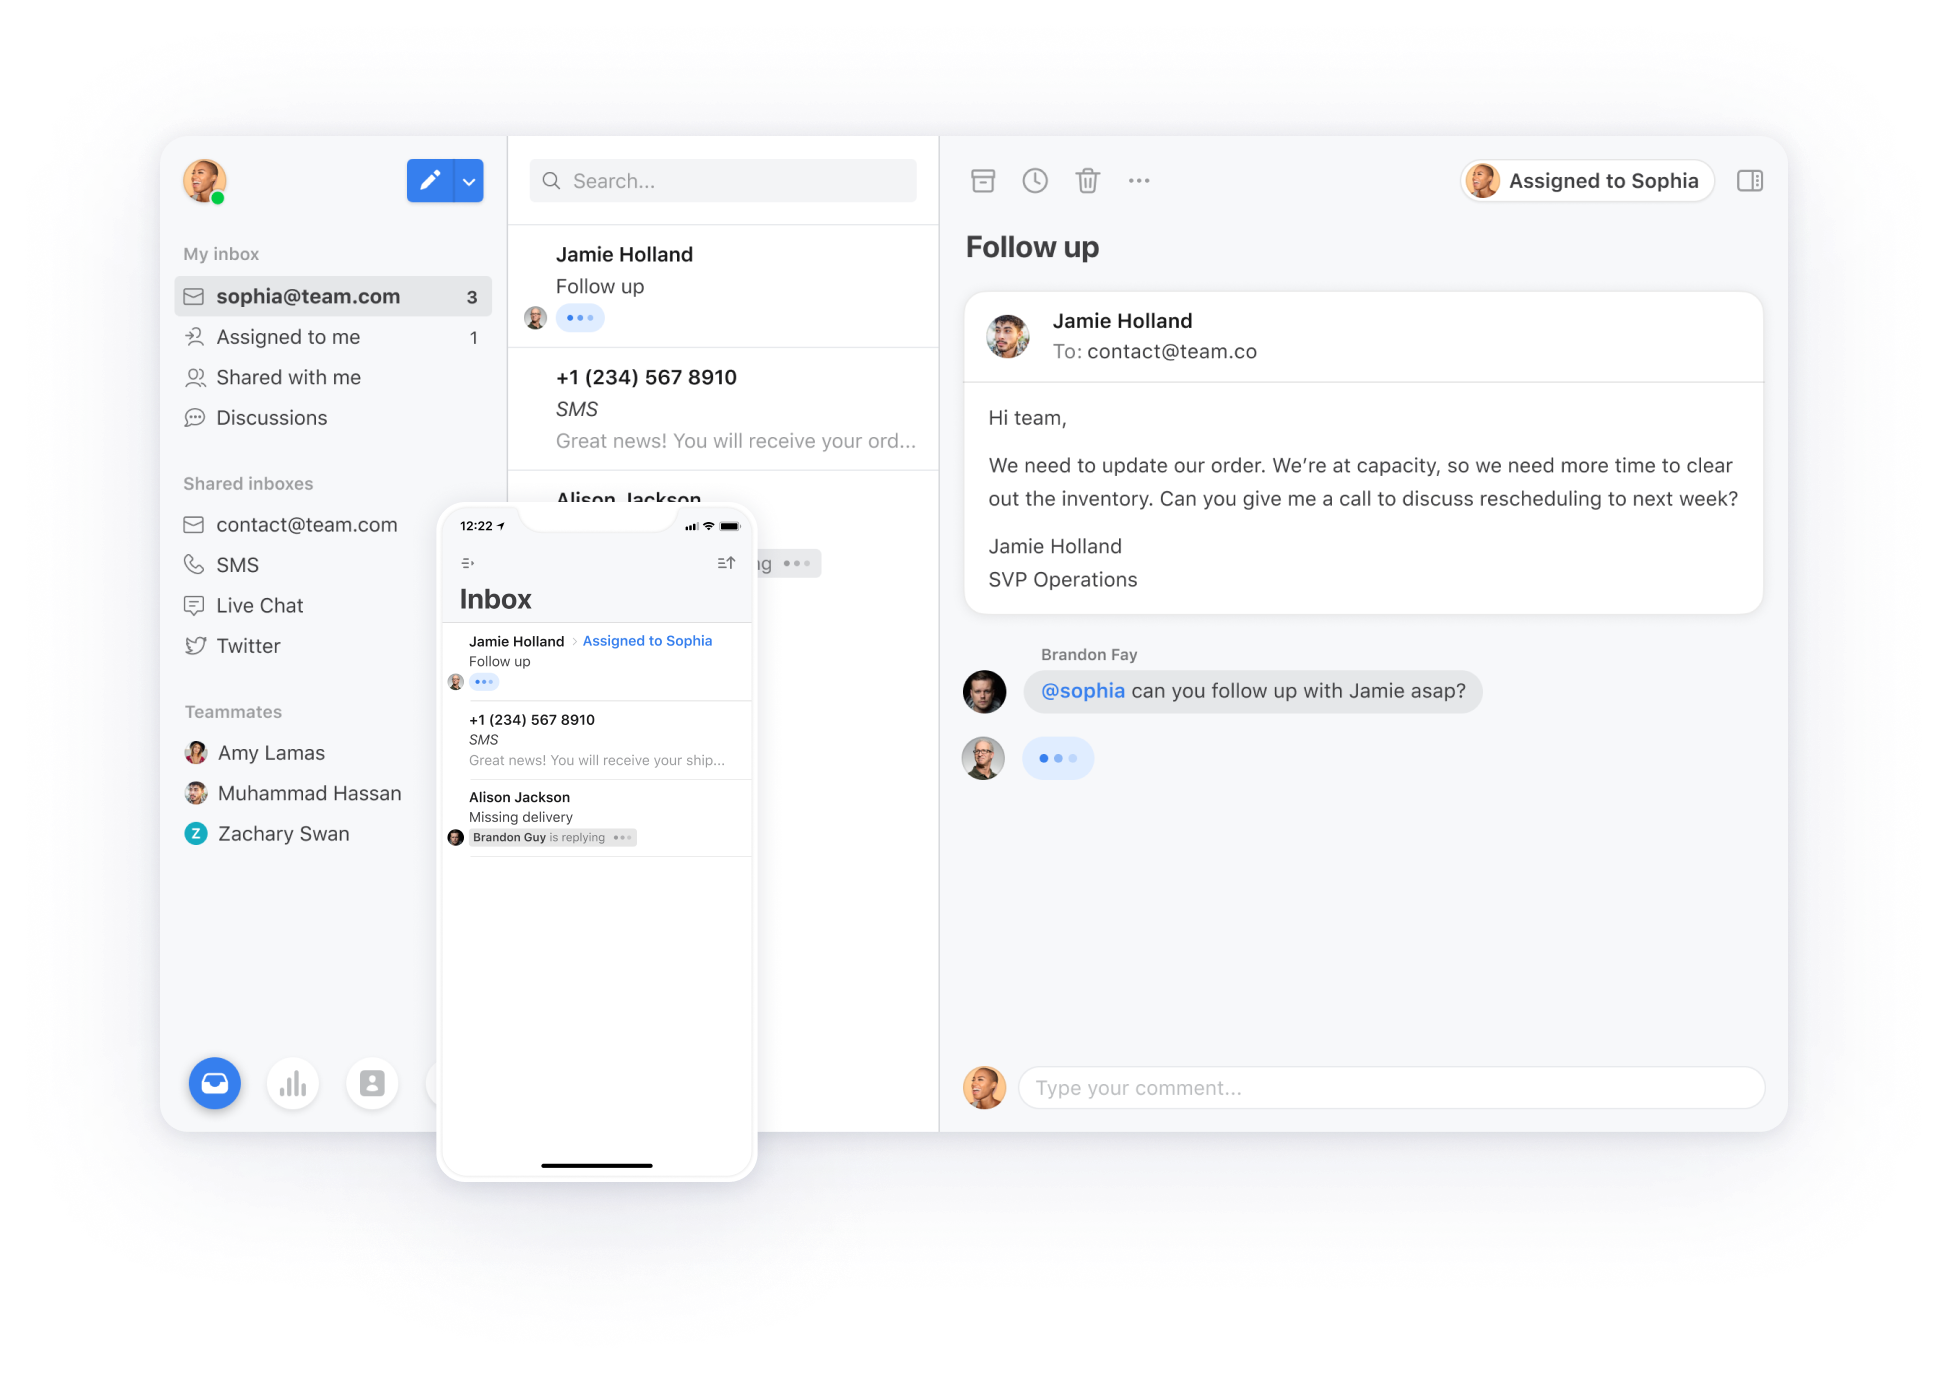 My inbox
sophia@team.com 3
Assigned to me 1
Shared with me
Discussions
Shared inboxes
contact@team.com
SMS
Live Chat
Twitter
Teammates
Amy Lamas
Muhammad Hassan
Z Zachary Swan
Search...
Jamie Holland
Follow up
+1 (234) 567 8910
SMS
Great news! You will receive your ord...
Alison Jackson
12:22
Inbox
Jamie Holland › Assigned to Sophia
Follow up
+1 (234) 567 8910
SMS
Great news! You will receive your ship...
Alison Jackson
Missing delivery
Brandon Guy is replying
Assigned to Sophia
Follow up
Jamie Holland
To: contact@team.co
Hi team,
We need to update our order. We’re at capacity, so we need more time to clear
out the inventory. Can you give me a call to discuss rescheduling to next week?
Jamie Holland
SVP Operations
Brandon Fay
@sophia can you follow up with Jamie asap?
Type your comment...